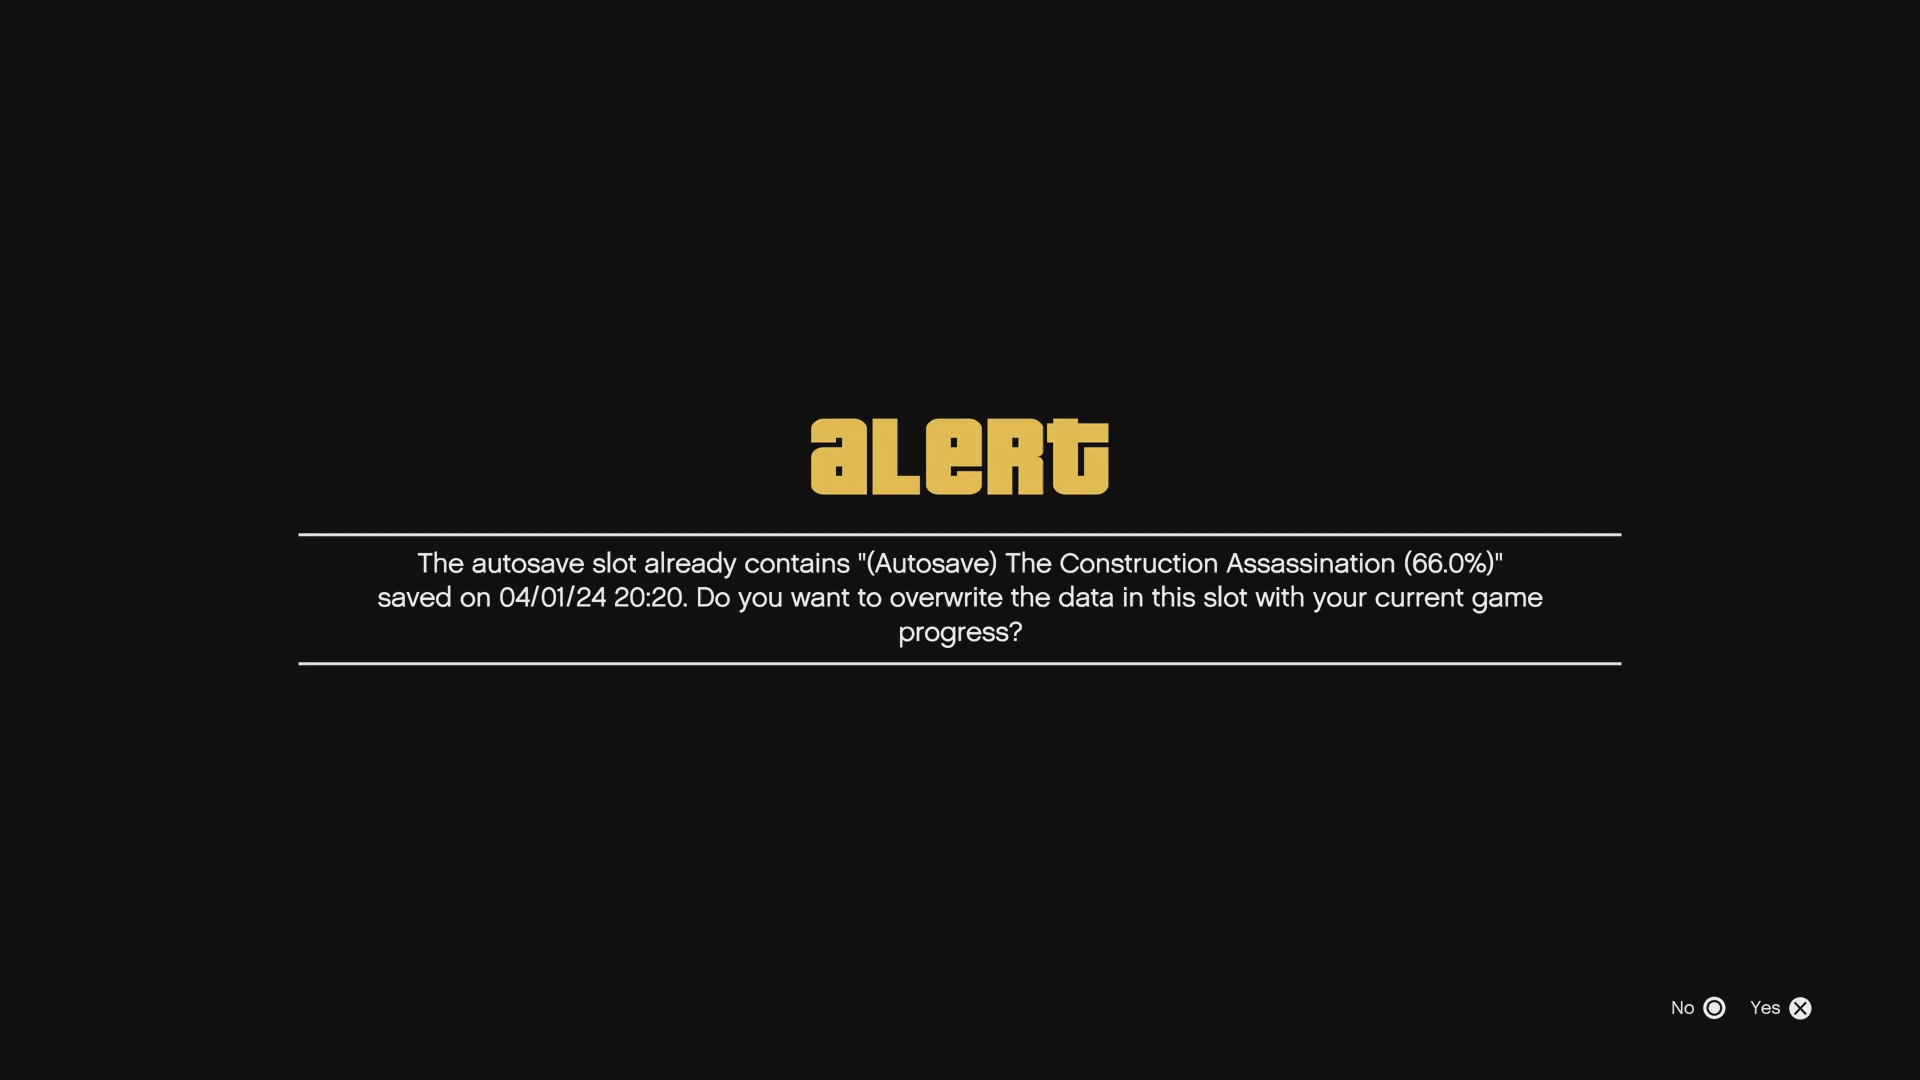 aLeRt
The autosave slot already contains "(Autosave) The Construction Assassination (66.0%)"
saved on 04/01/24 20:20. Do you want to overwrite the data in this slot with your current game
progress?
No Yes